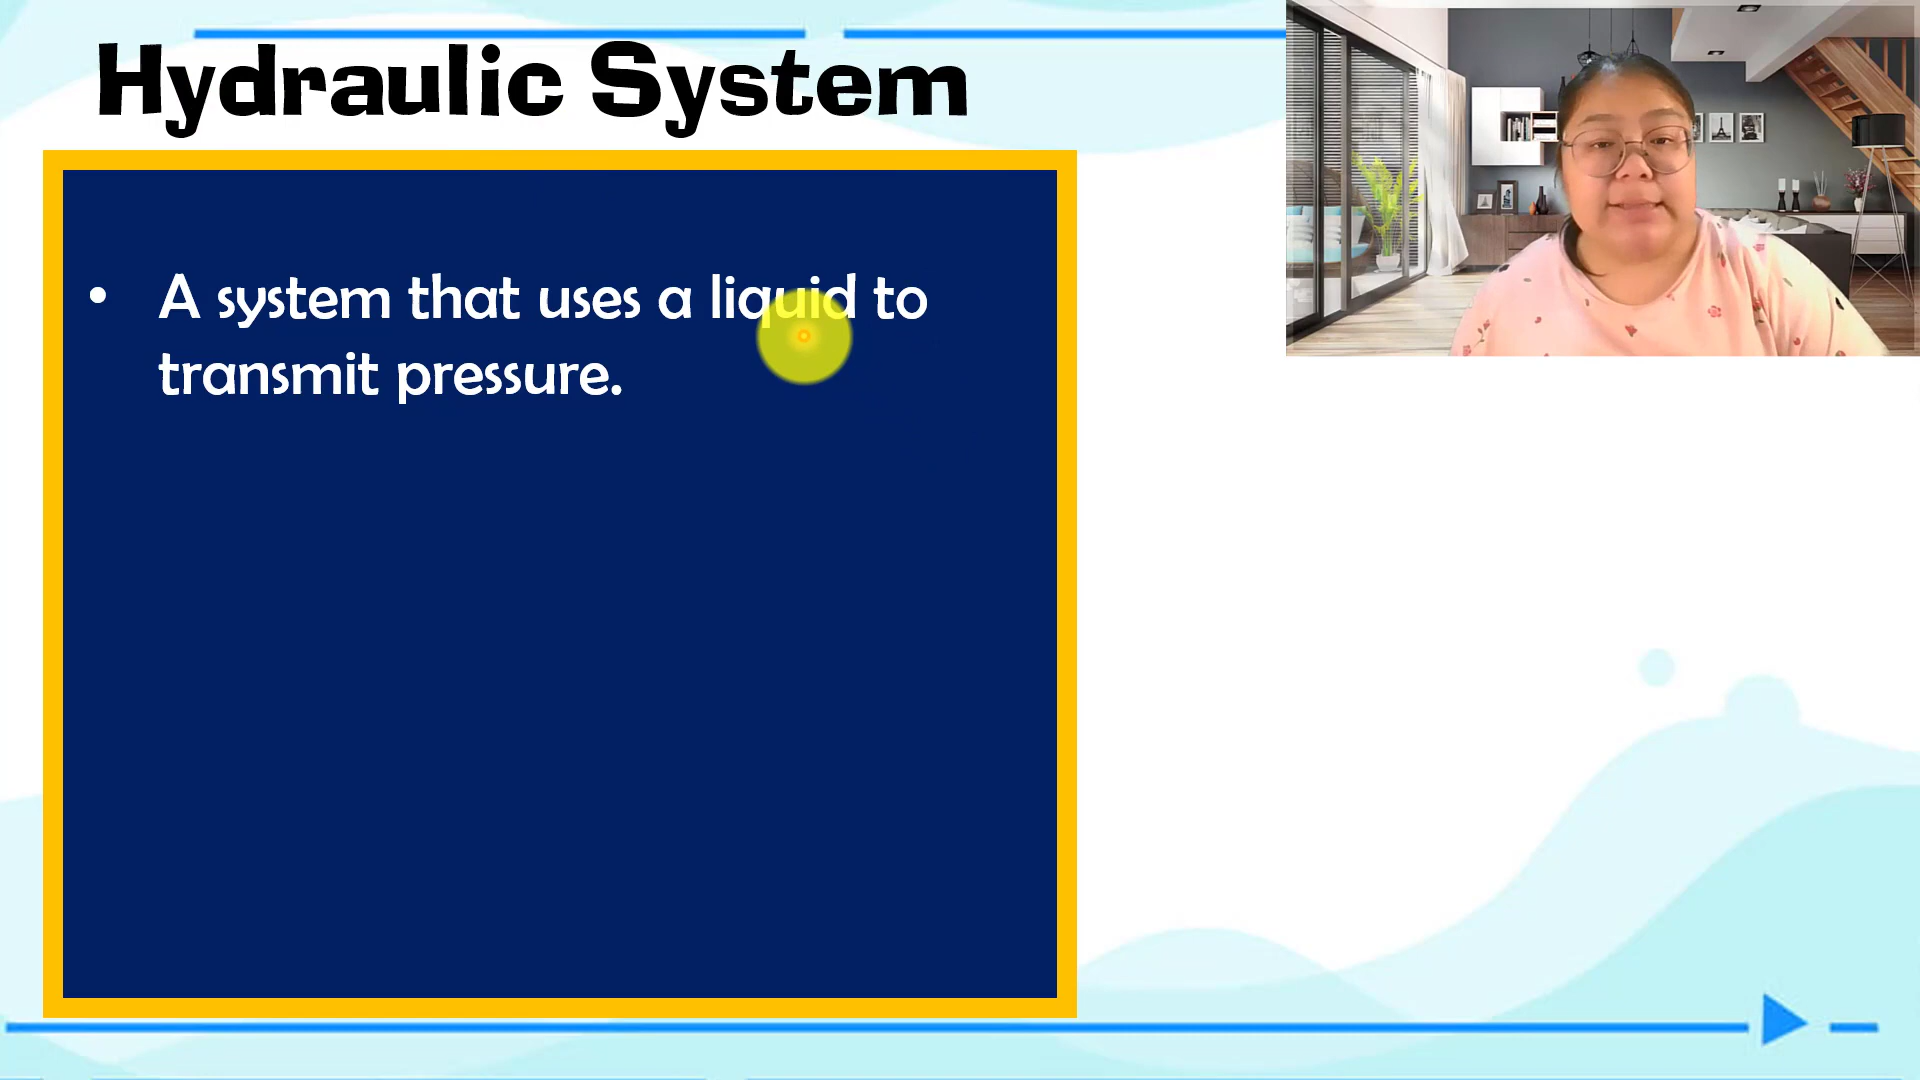 Hydraulic System
• A system that uses a liquid to
transmit pressure.